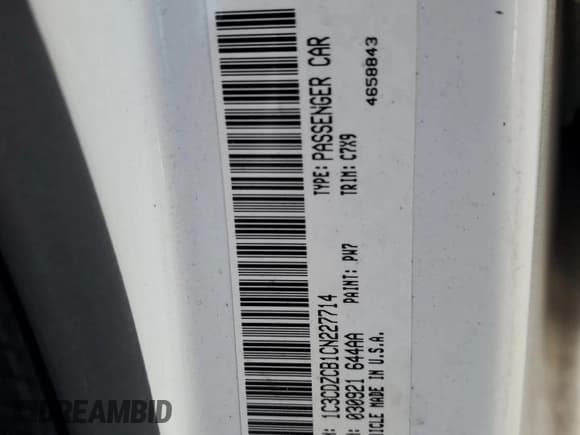 TYPE: PASSENGER CAR
: 1C3CDZCB1CN227714
TRIM: C7X9
M: 030921 644AA PAINT: PW7
ICLE MADE IN U.S.A.
4658843
DREAMBID